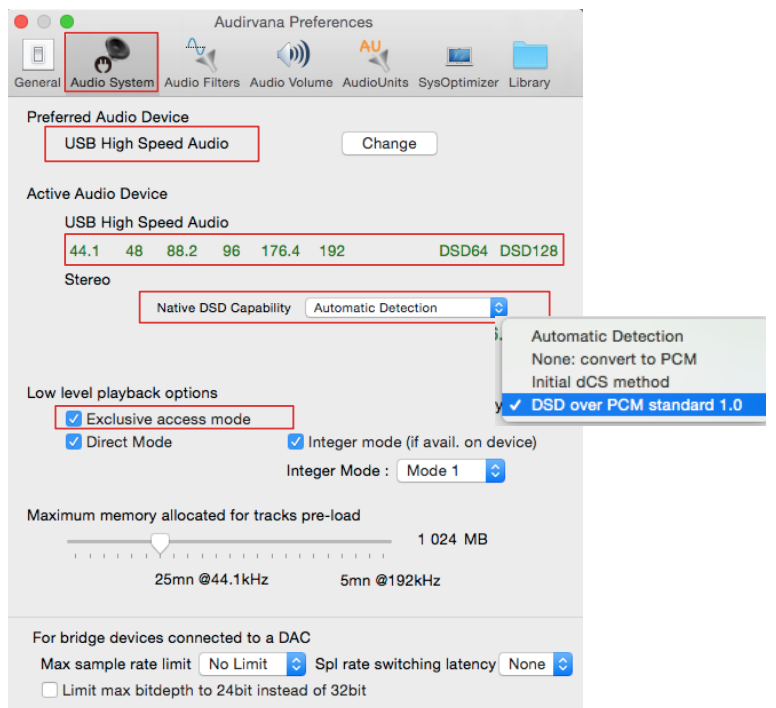 Audirvana Preferences
AU
General Audio System Audio Filters Audio Volume AudioUnits SysOptimizer Library
Preferred Audio Device
USB High Speed Audio Change
Active Audio Device
USB High Speed Audio
44.1 48 88.2 96 176.4 192 DSD64 DSD128
Stereo
Native DSD Capability Automatic Detection
Automatic Detection
None: convert to PCM
Initial dCS method
✓ DSD over PCM standard 1.0
Low level playback options
Exclusive access mode
Direct Mode Integer mode (if avail. on device)
Integer Mode : Mode 1
Maximum memory allocated for tracks pre-load
1 024 MB
25mn @44.1kHz 5mn @192kHz
For bridge devices connected to a DAC
Max sample rate limit No Limit Spl rate switching latency None
Limit max bitdepth to 24bit instead of 32bit